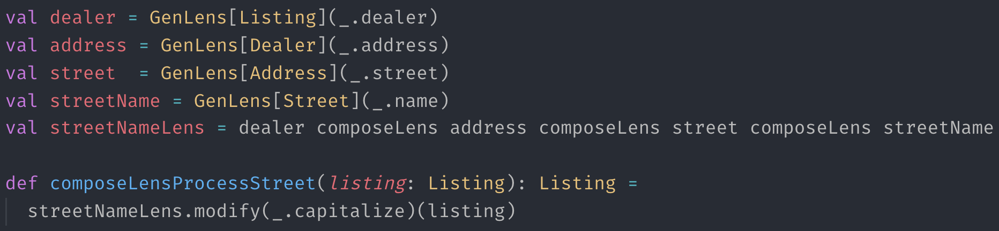 val dealer = GenLens[Listing](_.dealer)
val address = GenLens[Dealer](_.address)
val street  = GenLens[Address](_.street)
val streetName = GenLens[Street](_.name)
val streetNameLens = dealer composeLens address composeLens street composeLens streetName
def composeLensProcessStreet(listing: Listing): Listing =
  streetNameLens.modify(_.capitalize)(listing)